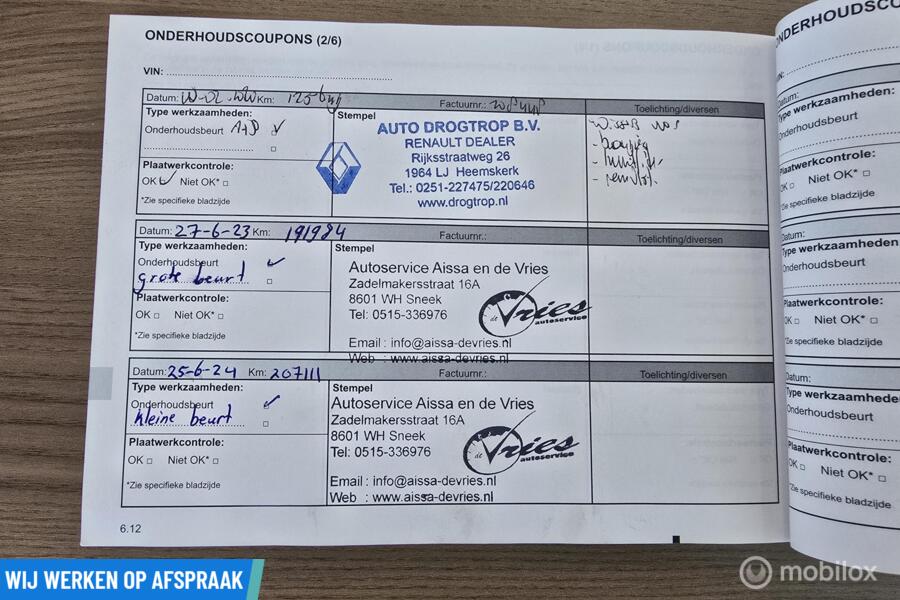 ONDERHOUDSCOUPONS (2/6)
VIN:
Datum: Km: Factuurnr.: Toelichting/diversen
Type werkzaamheden:
Onderhoudsbeurt
Stempel
AUTO DROGTROP B.V.
RENAULT DEALER
Rijksstraatweg 26
1964 LJ Heemskerk
Tel.: 0251-227475/220646
www.drogtrop.nl
Plaatwerkcontrole:
OK □ Niet OK* □
*Zie specifieke bladzijde
Datum: 27-6-23 Km: 191984 Factuurnr.: Toelichting/diversen
Type werkzaamheden:
Onderhoudsbeurt
grote beurt
Stempel
Autoservice Aissa en de Vries
Zadelmakersstraat 16A
8601 WH Sneek
Tel: 0515-336976
de Vries
autoservice
Email : info@aissa-devries.nl
Web : www.aissa-devries.nl
Plaatwerkcontrole:
OK □ Niet OK* □
*Zie specifieke bladzijde
Datum: 25-6-24 Km: 207111 Factuurnr.: Toelichting/diversen
Type werkzaamheden:
Onderhoudsbeurt
kleine beurt
Stempel
Autoservice Aissa en de Vries
Zadelmakersstraat 16A
8601 WH Sneek
Tel: 0515-336976
de Vries
autoservice
Email : info@aissa-devries.nl
Web : www.aissa-devries.nl
Plaatwerkcontrole:
OK □ Niet OK* □
*Zie specifieke bladzijde
6.12
VIN:
Datum:
Type werkzaamheden
Onderhoudsbeurt
Plaatwerkcontrole:
OK □ Niet OK* □
*Zie specifieke bladzijde
Datum:
Type werkzaamheden
Onderhoudsbeurt
Plaatwerkcontrole:
OK □ Niet OK* □
*Zie specifieke bladzijde
Datum:
Type werkzaamheden
Onderhoudsbeurt
Plaatwerkcontrole:
OK □ Niet OK* □
*Zie specifieke bladzijde
WIJ WERKEN OP AFSPRAAK
mobilox